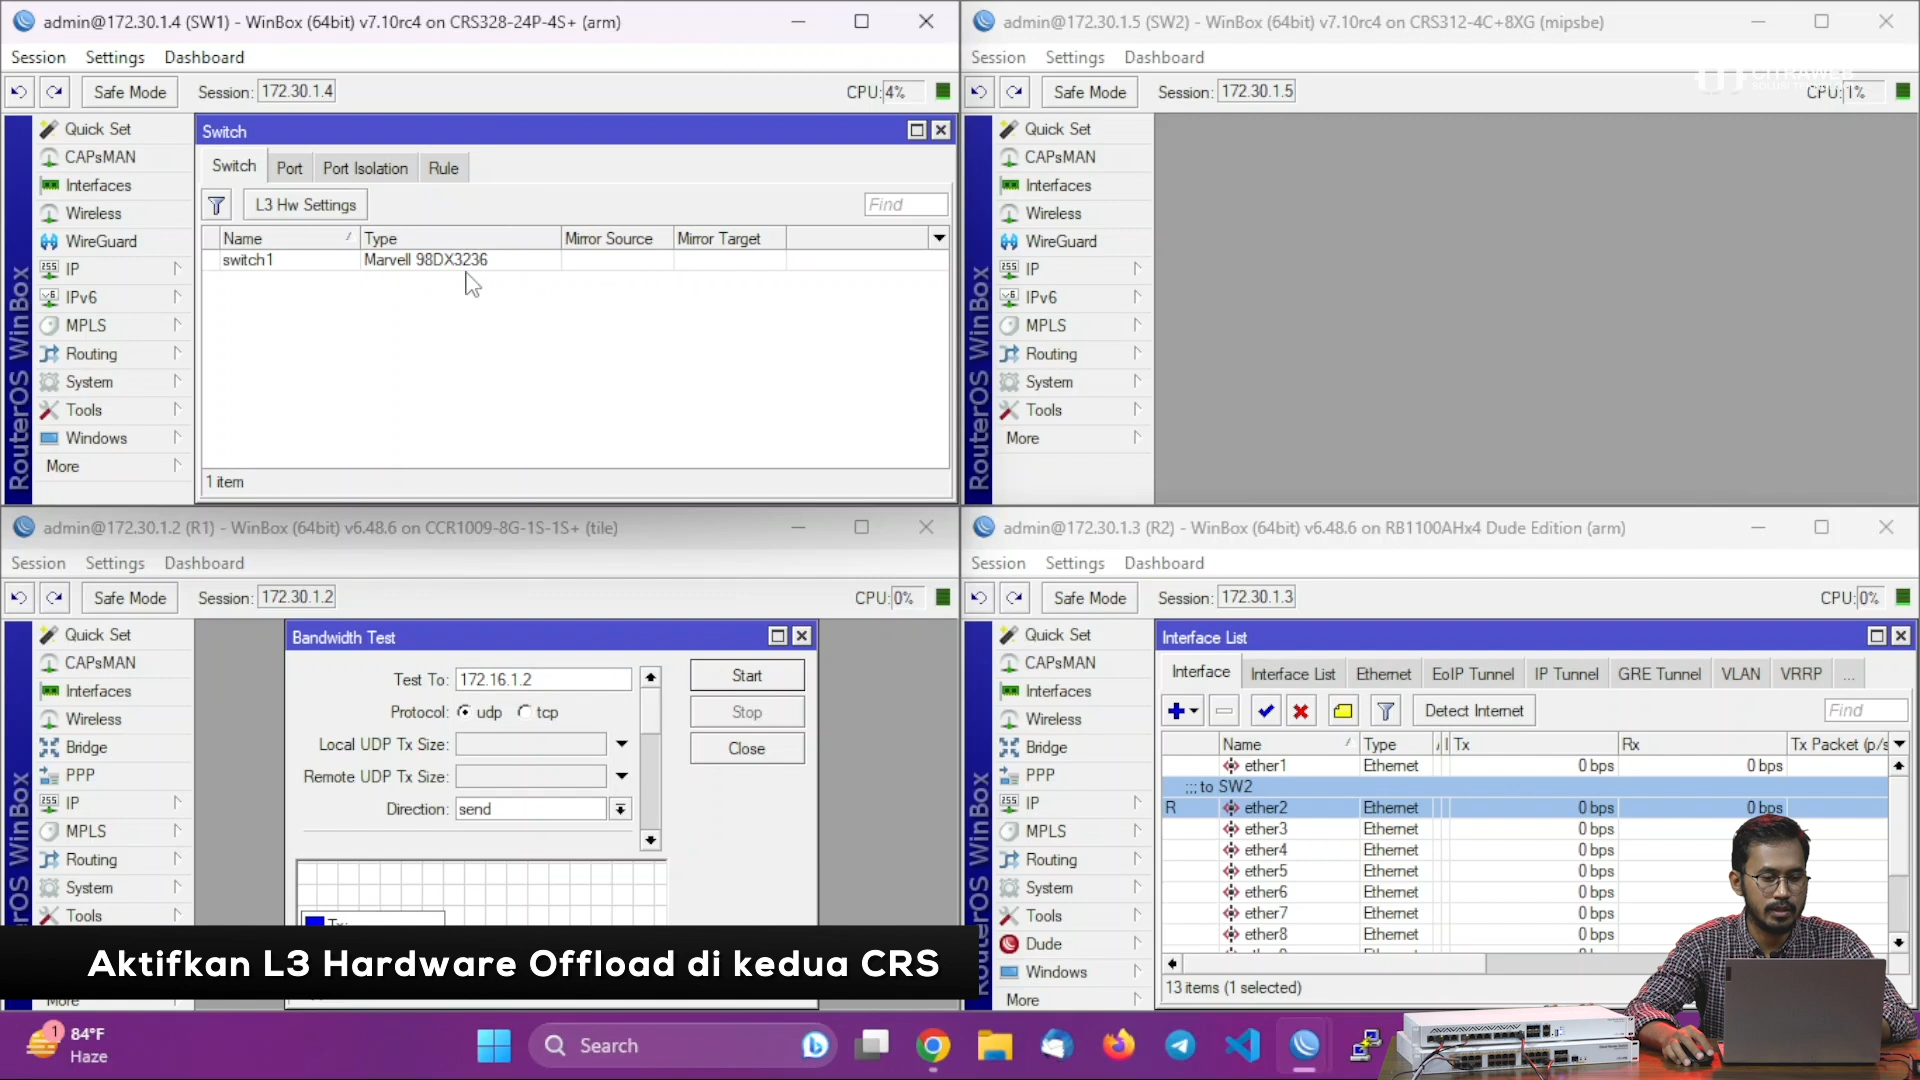 admin@172.30.1.4 (SW1) - WinBox (64bit) v7.10rc4 on CRS328-24P-4S+ (arm)
Session Settings Dashboard
Safe Mode Session: 172.30.1.4 CPU: 4%
Quick Set
CAPsMAN
Interfaces
Wireless
WireGuard
IP
IPv6
MPLS
Routing
System
Tools
Windows
More
RouterOS WinBox
Switch
Switch Port Port Isolation Rule
L3 Hw Settings Find
Name Type Mirror Source Mirror Target
switch1 Marvell 98DX3236
1 item
admin@172.30.1.5 (SW2) - WinBox (64bit) v7.10rc4 on CRS312-4C+8XG (mipsbe)
Session Settings Dashboard
Safe Mode Session: 172.30.1.5 CPU: 1%
CITRAWEB
Quick Set
CAPsMAN
Interfaces
Wireless
WireGuard
IP
IPv6
MPLS
Routing
System
Tools
More
RouterOS WinBox
admin@172.30.1.2 (R1) - WinBox (64bit) v6.48.6 on CCR1009-8G-1S-1S+ (tile)
Session Settings Dashboard
Safe Mode Session: 172.30.1.2 CPU: 0%
Quick Set
CAPsMAN
Interfaces
Wireless
Bridge
PPP
IP
MPLS
Routing
System
Tools
More
WinBox
Bandwidth Test
Test To: 172.16.1.2
Protocol: udp tcp
Local UDP Tx Size:
Remote UDP Tx Size:
Direction: send
Start
Stop
Close
Tx:
admin@172.30.1.3 (R2) - WinBox (64bit) v6.48.6 on RB1100AHx4 Dude Edition (arm)
Session Settings Dashboard
Safe Mode Session: 172.30.1.3 CPU: 0%
Quick Set
CAPsMAN
Interfaces
Wireless
Bridge
PPP
IP
MPLS
Routing
System
Tools
Dude
Windows
More
RouterOS WinBox
Interface List
Interface Interface List Ethernet EoIP Tunnel IP Tunnel GRE Tunnel VLAN VRRP ...
Detect Internet Find
Name Type Tx Rx Tx Packet (p/s
ether1 Ethernet 0 bps 0 bps
;;; to SW2
R ether2 Ethernet 0 bps 0 bps
ether3 Ethernet 0 bps
ether4 Ethernet 0 bps
ether5 Ethernet 0 bps
ether6 Ethernet 0 bps
ether7 Ethernet 0 bps
ether8 Ethernet 0 bps
13 items (1 selected)
Aktifkan L3 Hardware Offload di kedua CRS
1
84°F
Haze
Search